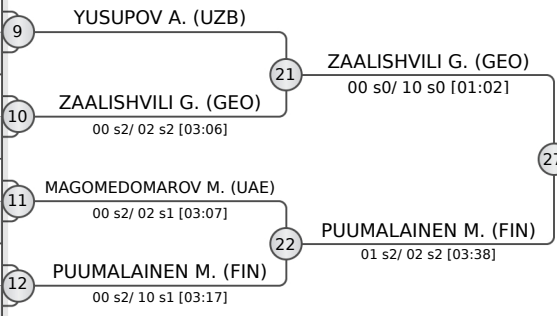 9
YUSUPOV A. (UZB)
21
ZAALISHVILI G. (GEO)
00 s0/ 10 s0 [01:02]
10
ZAALISHVILI G. (GEO)
00 s2/ 02 s2 [03:06]
27
11
MAGOMEDOMAROV M. (UAE)
00 s2/ 02 s1 [03:07]
22
PUUMALAINEN M. (FIN)
01 s2/ 02 s2 [03:38]
12
PUUMALAINEN M. (FIN)
00 s2/ 10 s1 [03:17]